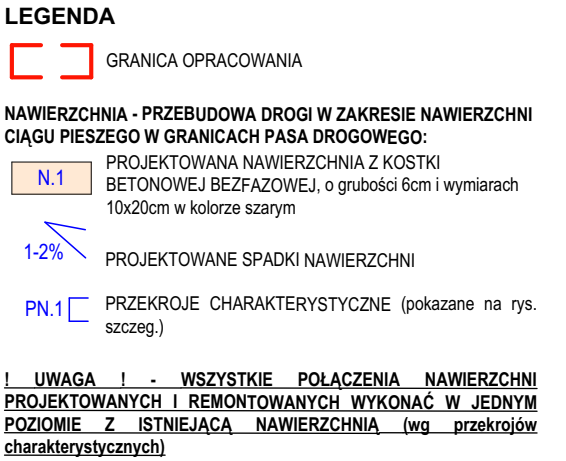 LEGENDA
GRANICA OPRACOWANIA
NAWIERZCHNIA - PRZEBUDOWA DROGI W ZAKRESIE NAWIERZCHNI
CIĄGU PIESZEGO W GRANICACH PASA DROGOWEGO:
N.1
PROJEKTOWANA NAWIERZCHNIA Z KOSTKI
BETONOWEJ BEZFAZOWEJ, o grubości 6cm i wymiarach
10x20cm w kolorze szarym
1-2%
PROJEKTOWANE SPADKI NAWIERZCHNI
PN.1
PRZEKROJE CHARAKTERYSTYCZNE (pokazane na rys.
szczeg.)
! UWAGA ! - WSZYSTKIE POŁĄCZENIA NAWIERZCHNI
PROJEKTOWANYCH I REMONTOWANYCH WYKONAĆ W JEDNYM
POZIOMIE Z ISTNIEJĄCĄ NAWIERZCHNIĄ (wg przekrojów
charakterystycznych)